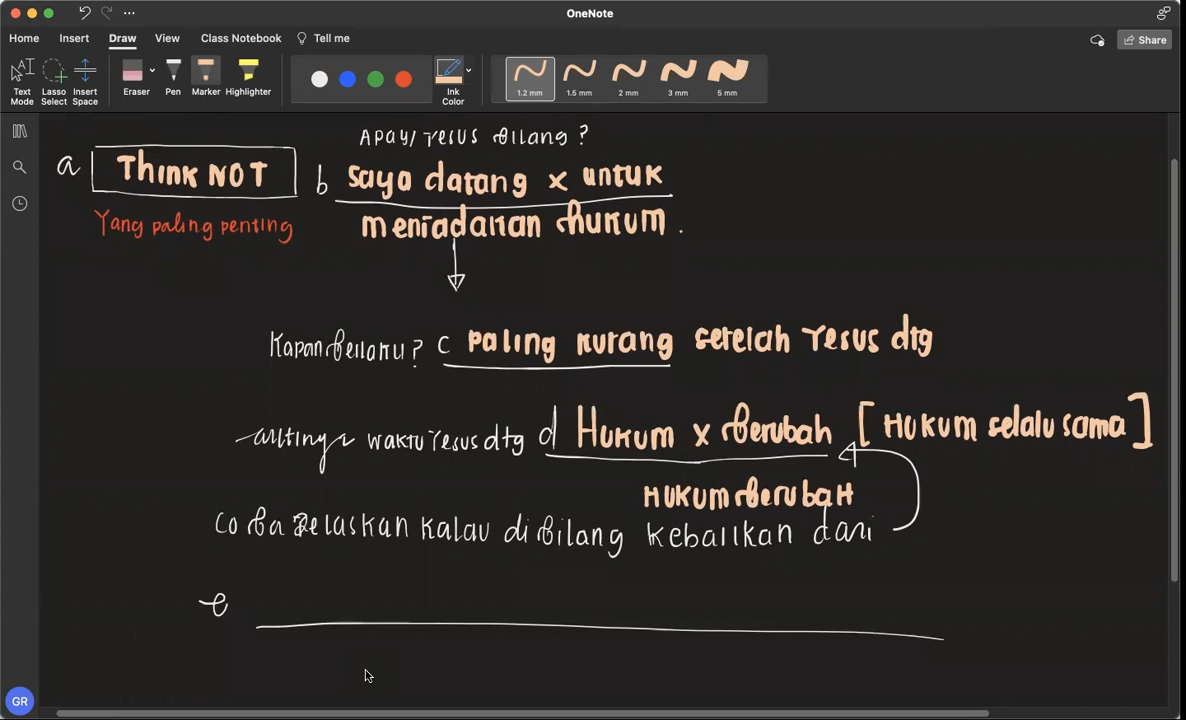 OneNote
Home Insert Draw View Class Notebook Tell me
Share
Text Mode Lasso Select Insert Space Eraser Pen Marker Highlighter Ink Color 1.2 mm 1.5 mm 2 mm 3 mm 5 mm
Apay/ Yesus Bilang ?
a Think NOT b saya datang x untuk
Yang paling penting meniadakan hukum .
Kapan Berlaku? c paling kurang setelah Yesus dtg
Artinya waktu Yesus dtg d Hukum x Berubah [ Hukum selalu sama ]
Hukum Berubah
Coba Jelaskan kalau dibilang kebalikan dari
e
GR